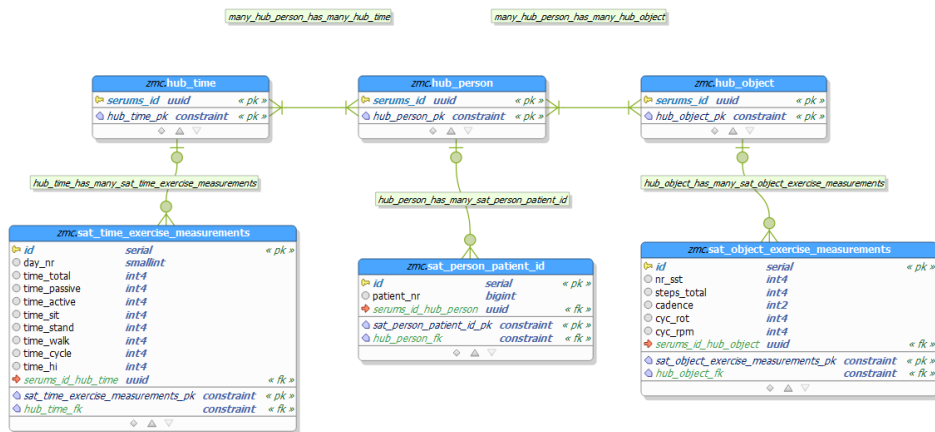 many_hub_person_has_many_hub_time
many_hub_person_has_many_hub_object
zmc.hub_time
serums_id uuid « pk »
hub_time_pk constraint « pk »
zmc.hub_person
serums_id uuid « pk »
hub_person_pk constraint « pk »
zmc.hub_object
serums_id uuid « pk »
hub_object_pk constraint « pk »
hub_time_has_many_sat_time_exercise_measurements
hub_person_has_many_sat_person_patient_id
hub_object_has_many_sat_object_exercise_measurements
zmc.sat_time_exercise_measurements
id serial « pk »
day_nr smallint
time_total int4
time_passive int4
time_active int4
time_sit int4
time_stand int4
time_walk int4
time_cycle int4
time_hi int4
serums_id_hub_time uuid « fk »
sat_time_exercise_measurements_pk constraint « pk »
hub_time_fk constraint « fk »
zmc.sat_person_patient_id
id serial « pk »
patient_nr bigint
serums_id_hub_person uuid « fk »
sat_person_patient_id_pk constraint « pk »
hub_person_fk constraint « fk »
zmc.sat_object_exercise_measurements
id serial « pk »
nr_sst int4
steps_total int4
cadence int2
cyc_rot int4
cyc_rpm int4
serums_id_hub_object uuid « fk »
sat_object_exercise_measurements_pk constraint « pk »
hub_object_fk constraint « fk »